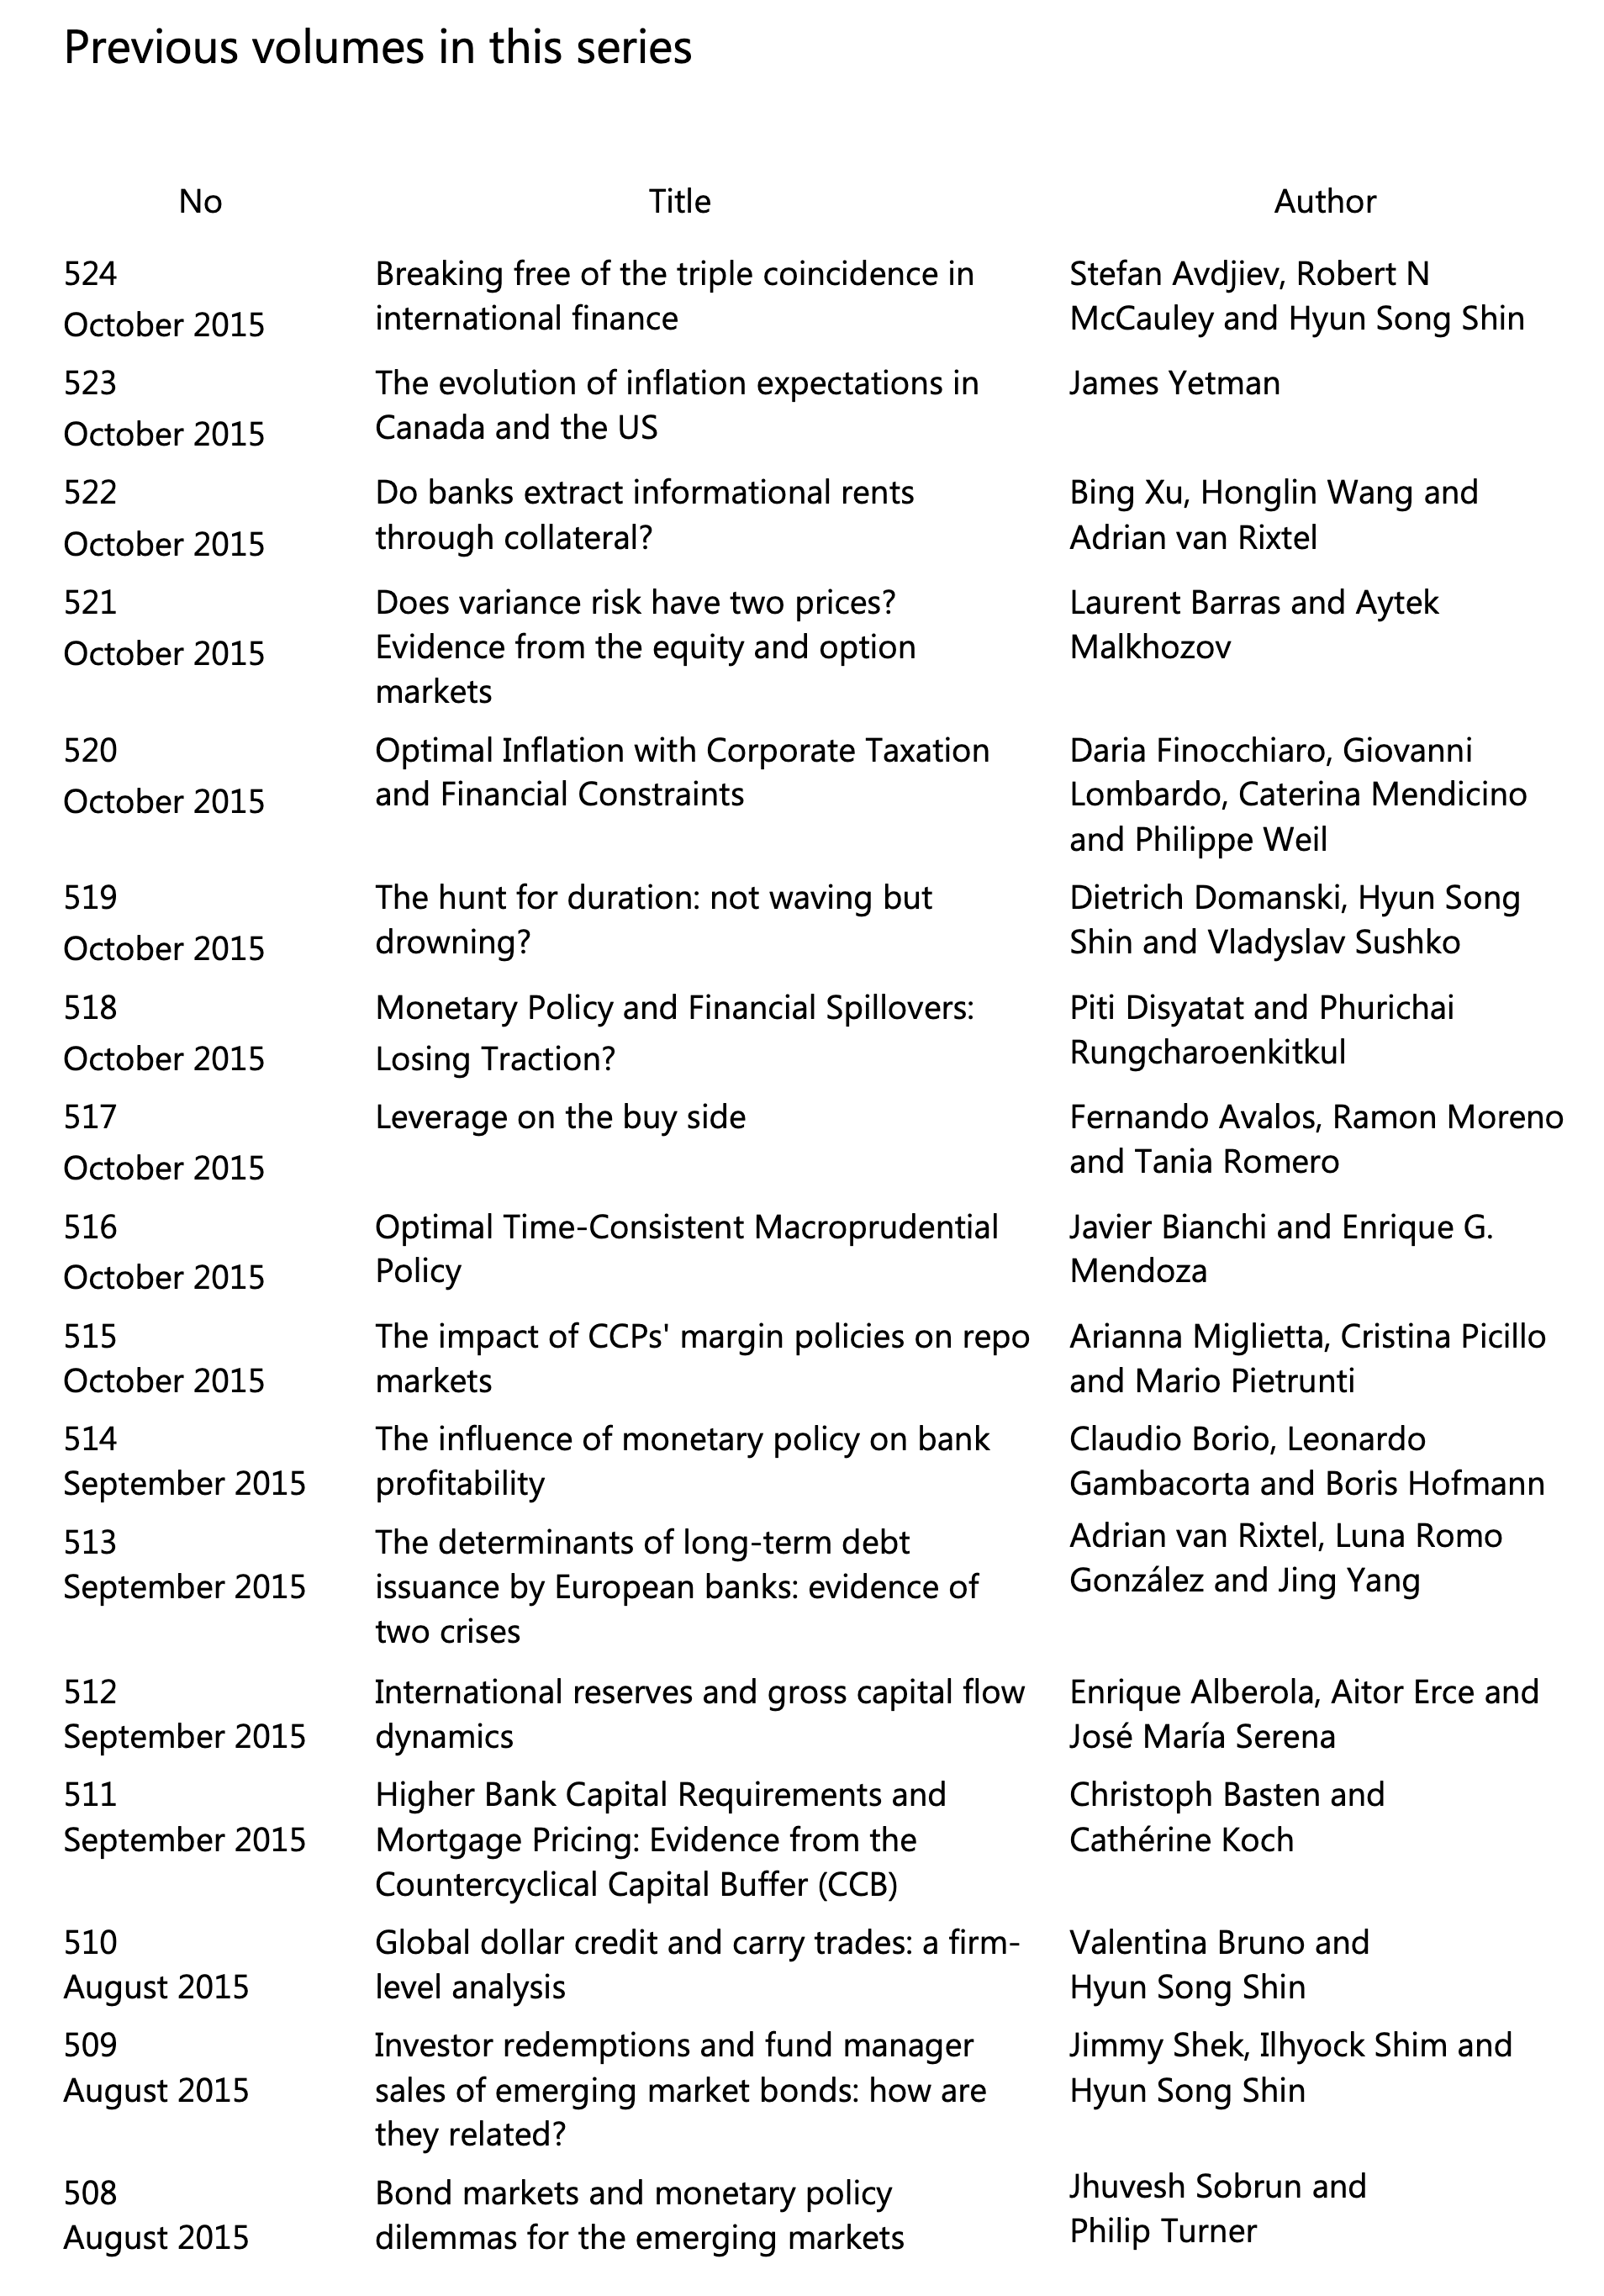 Previous volumes in this series
No Title Author
524 Breaking free of the triple coincidence in Stefan Avdjiev, Robert N
October 2015 international finance McCauley and Hyun Song Shin
523 The evolution of inflation expectations in James Yetman
October 2015 Canada and the US
522 Do banks extract informational rents Bing Xu, Honglin Wang and
October 2015 through collateral? Adrian van Rixtel
521 Does variance risk have two prices? Laurent Barras and Aytek
October 2015 Evidence from the equity and option Malkhozov
markets
520 Optimal Inflation with Corporate Taxation Daria Finocchiaro, Giovanni
October 2015 and Financial Constraints Lombardo, Caterina Mendicino
and Philippe Weil
519 The hunt for duration: not waving but Dietrich Domanski, Hyun Song
October 2015 drowning? Shin and Vladyslav Sushko
518 Monetary Policy and Financial Spillovers: Piti Disyatat and Phurichai
October 2015 Losing Traction? Rungcharoenkitkul
517 Leverage on the buy side Fernando Avalos, Ramon Moreno
October 2015 and Tania Romero
516 Optimal Time-Consistent Macroprudential Javier Bianchi and Enrique G.
October 2015 Policy Mendoza
515 The impact of CCPs' margin policies on repo Arianna Miglietta, Cristina Picillo
October 2015 markets and Mario Pietrunti
514 The influence of monetary policy on bank Claudio Borio, Leonardo
September 2015 profitability Gambacorta and Boris Hofmann
513 The determinants of long-term debt Adrian van Rixtel, Luna Romo
September 2015 issuance by European banks: evidence of González and Jing Yang
two crises
512 International reserves and gross capital flow Enrique Alberola, Aitor Erce and
September 2015 dynamics José María Serena
511 Higher Bank Capital Requirements and Christoph Basten and
September 2015 Mortgage Pricing: Evidence from the Cathérine Koch
Countercyclical Capital Buffer (CCB)
510 Global dollar credit and carry trades: a firm- Valentina Bruno and
August 2015 level analysis Hyun Song Shin
509 Investor redemptions and fund manager Jimmy Shek, Ilhyock Shim and
August 2015 sales of emerging market bonds: how are Hyun Song Shin
they related?
508 Bond markets and monetary policy Jhuvesh Sobrun and
August 2015 dilemmas for the emerging markets Philip Turner